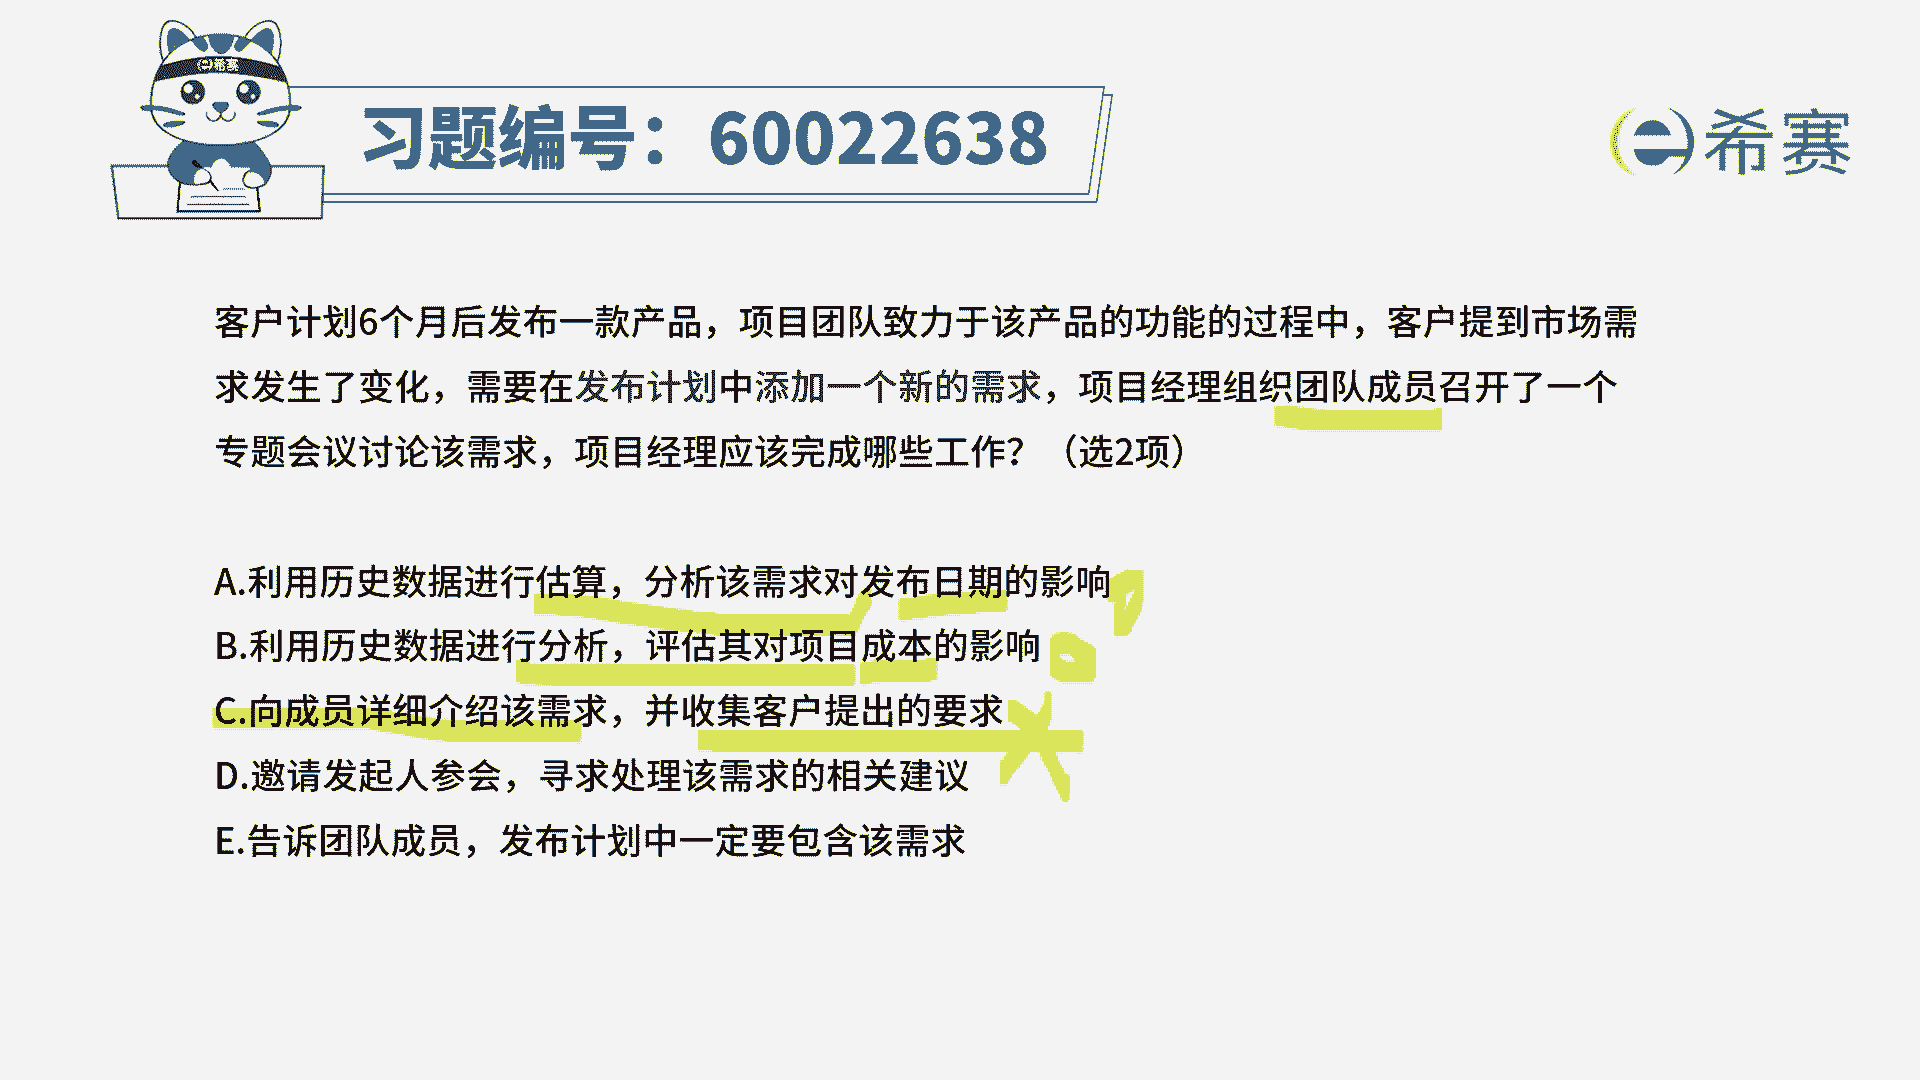 希赛
习题编号：60022638
希赛
客户计划6个月后发布一款产品，项目团队致力于该产品的功能的过程中，客户提到市场需
求发生了变化，需要在发布计划中添加一个新的需求，项目经理组织团队成员召开了一个
专题会议讨论该需求，项目经理应该完成哪些工作？（选2项）
A.利用历史数据进行估算，分析该需求对发布日期的影响
B.利用历史数据进行分析，评估其对项目成本的影响
C.向成员详细介绍该需求，并收集客户提出的要求
D.邀请发起人参会，寻求处理该需求的相关建议
E.告诉团队成员，发布计划中一定要包含该需求